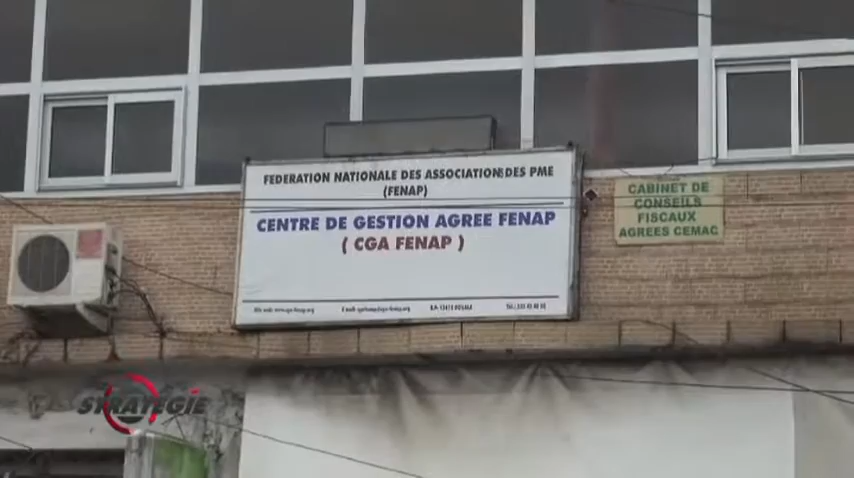 FEDERATION NATIONALE DES ASSOCIATIONS DES PME
(FENAP)
CENTRE DE GESTION AGREE FENAP
( CGA FENAP )
CABINET DE
CONSEILS
FISCAUX
AGREES CEMAC
STRATÉGIE